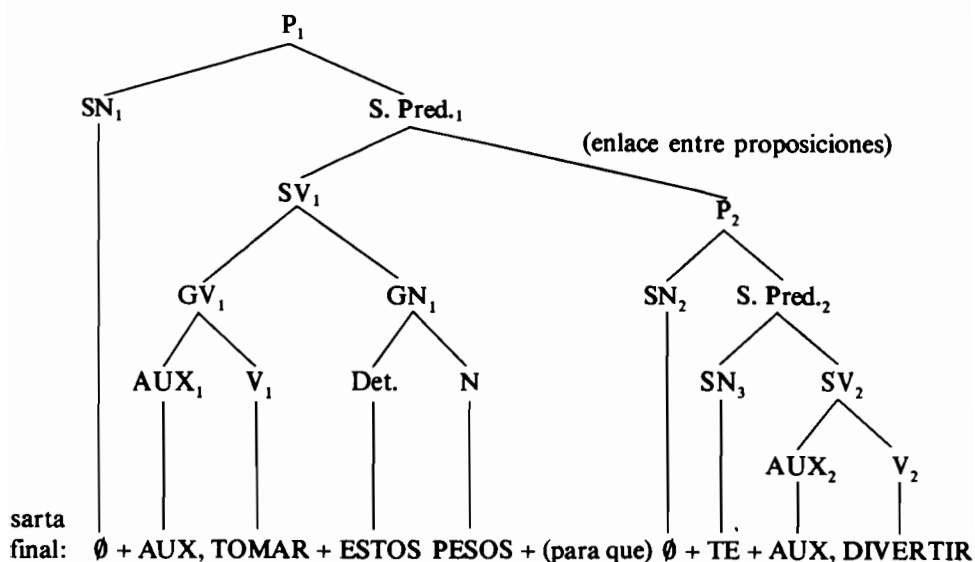 P₁
SN₁ S. Pred.₁
(enlace entre proposiciones)
SV₁
P₂
GV₁ GN₁ SN₂ S. Pred.₂
AUX₁ V₁ Det. N SN₃ SV₂
AUX₂ V₂
sarta
final: ∅ + AUX, TOMAR + ESTOS PESOS + (para que) ∅ + TE + AUX, DIVERTIR